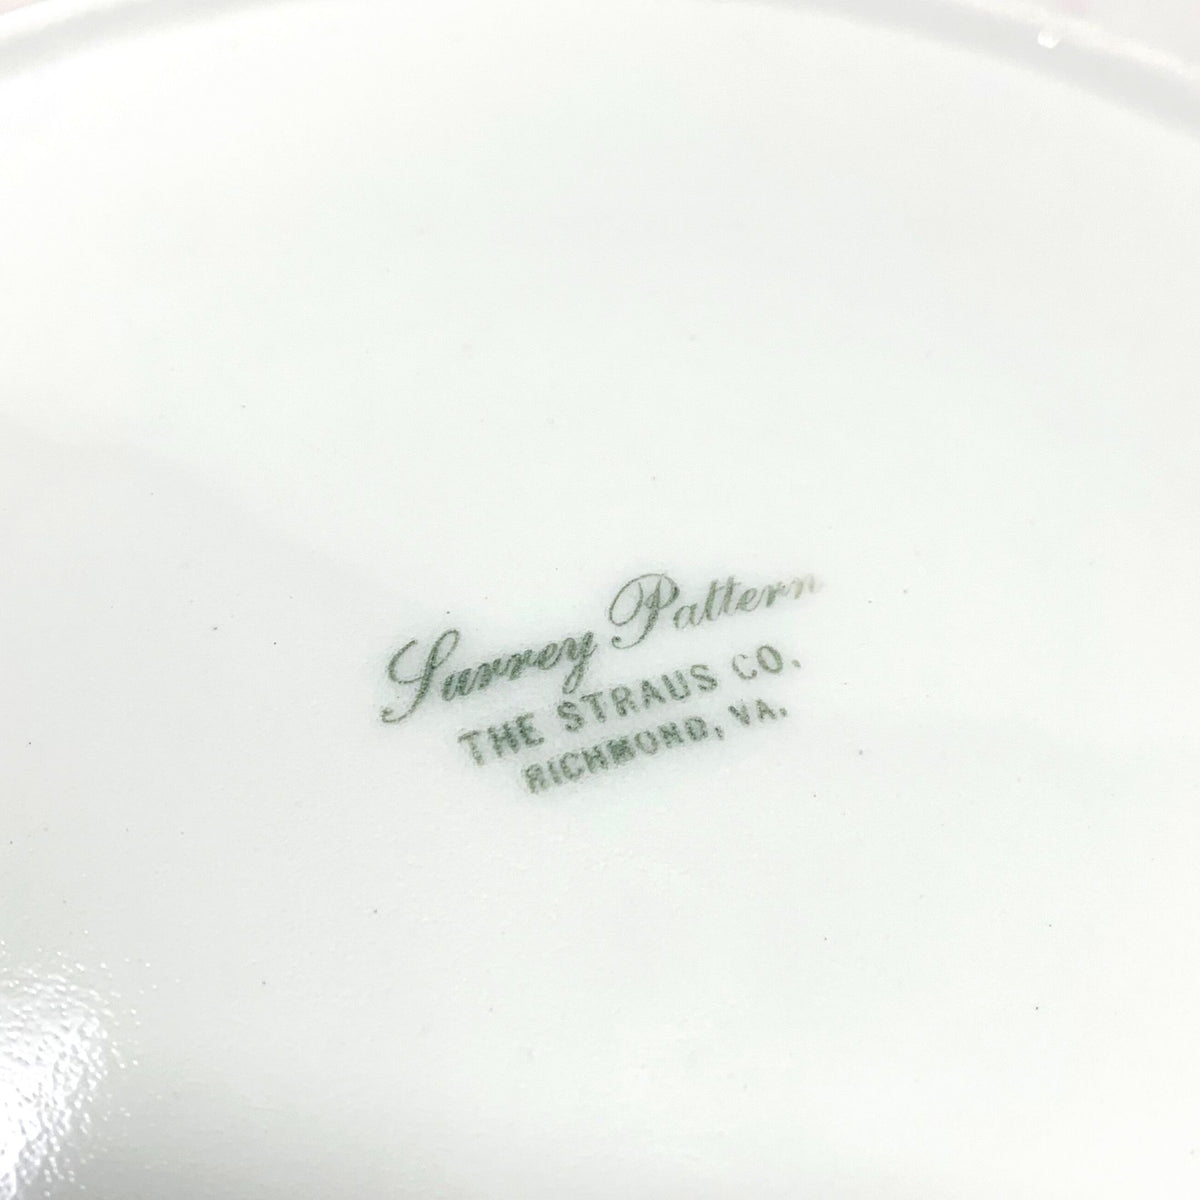 Surrey Pattern
THE STRAUS CO.
RICHMOND, VA.